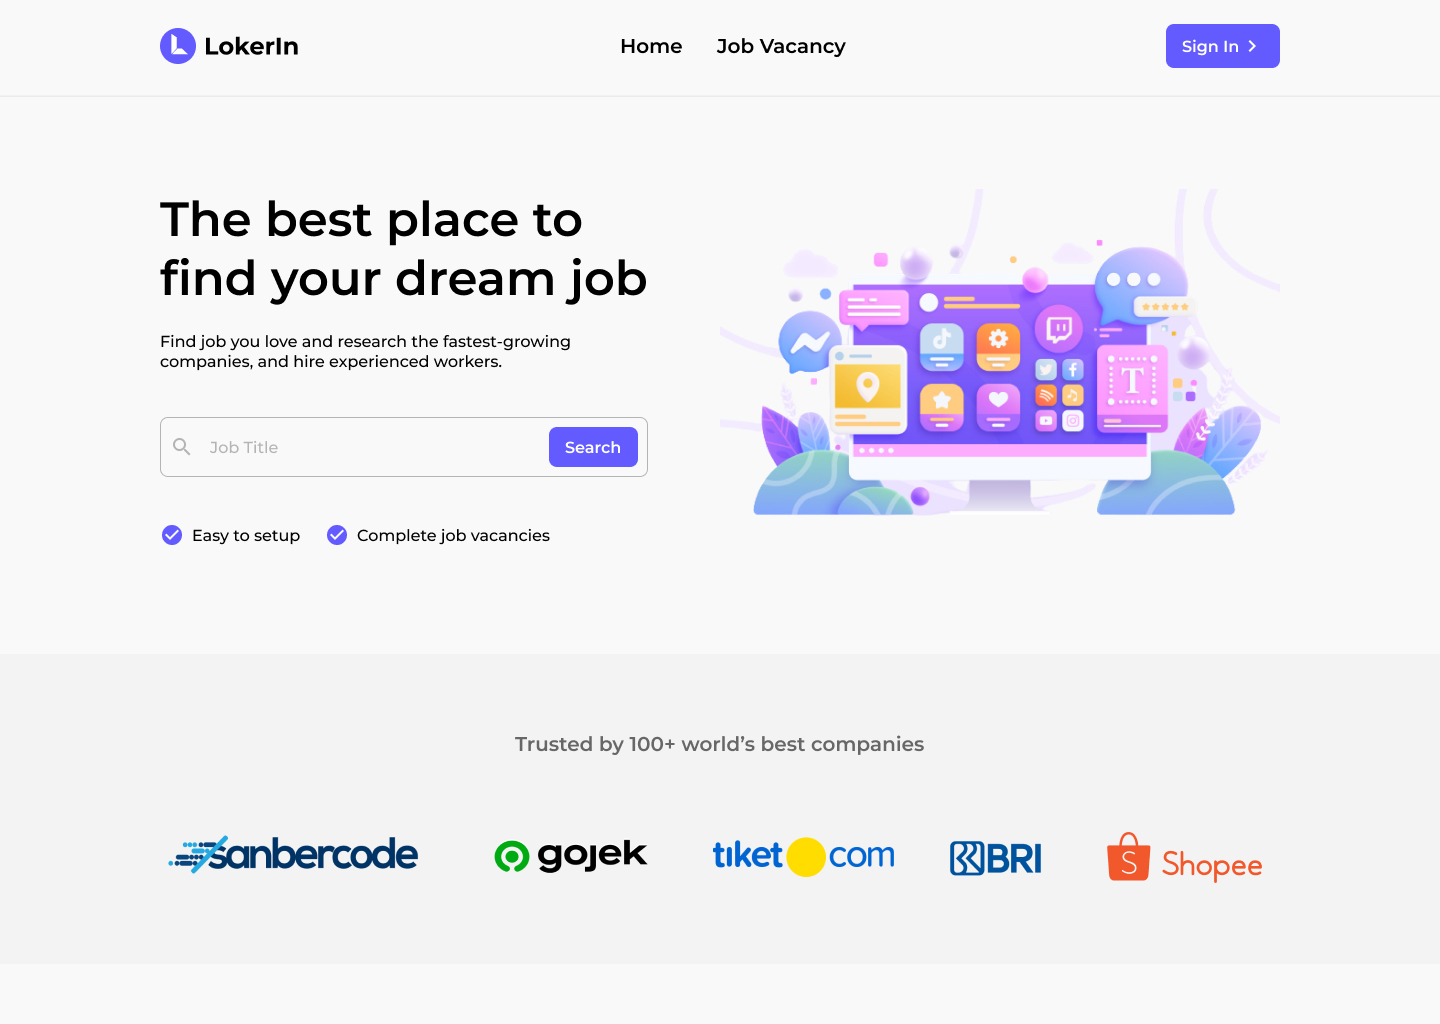 LokerIn
Home
Job Vacancy
Sign In
The best place to
find your dream job
Find job you love and research the fastest-growing
companies, and hire experienced workers.
Job Title
Search
Easy to setup
Complete job vacancies
T
Trusted by 100+ world’s best companies
sanbercode
gojek
tiket com
BRI
S
Shopee